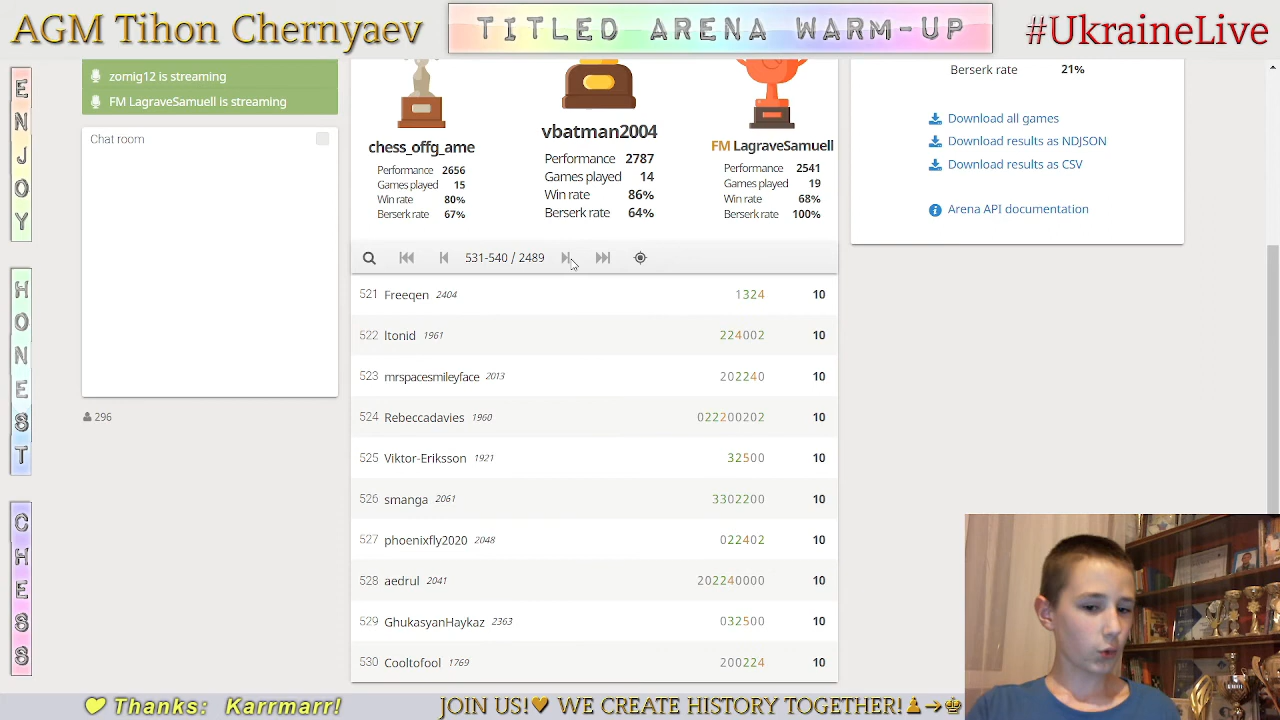 AGM Tihon Chernyaev
TITLED ARENA WARM-UP
#UkraineLive
ENJOY
HONEST
CHESS
zomig12 is streaming
FM LagraveSamuell is streaming
Chat room
296
chess_offg_ame
Performance 2656
Games played 15
Win rate 80%
Berserk rate 67%
vbatman2004
Performance 2787
Games played 14
Win rate 86%
Berserk rate 64%
FM LagraveSamuell
Performance 2541
Games played 19
Win rate 68%
Berserk rate 100%
Berserk rate 21%
Download all games
Download results as NDJSON
Download results as CSV
Arena API documentation
531-540 / 2489
521 Freeqen 2404 1324 10
522 ltonid 1961 224002 10
523 mrspacesmileyface 2013 202240 10
524 Rebeccadavies 1960 022200202 10
525 Viktor-Eriksson 1921 32500 10
526 smanga 2061 3302200 10
527 phoenixfly2020 2048 022402 10
528 aedrul 2041 202240000 10
529 GhukasyanHaykaz 2363 032500 10
530 Cooltofool 1769 200224 10
Thanks: Karrmarr!
JOIN US!♥ WE CREATE HISTORY TOGETHER!♟→♚